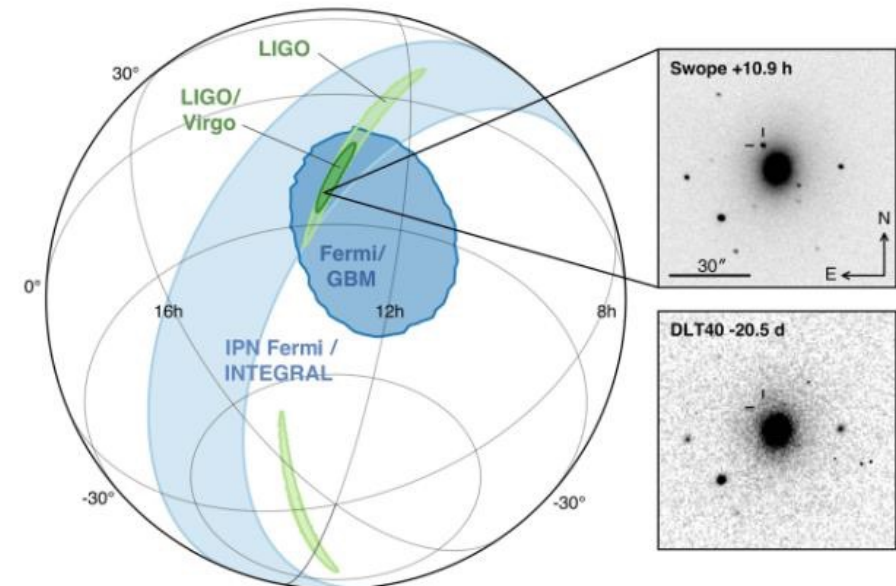 LIGO
LIGO/
Virgo
30°
0°
16h
12h
8h
Fermi/
GBM
IPN Fermi /
INTEGRAL
-30°
-30°
Swope +10.9 h
N
E
30″
DLT40 -20.5 d